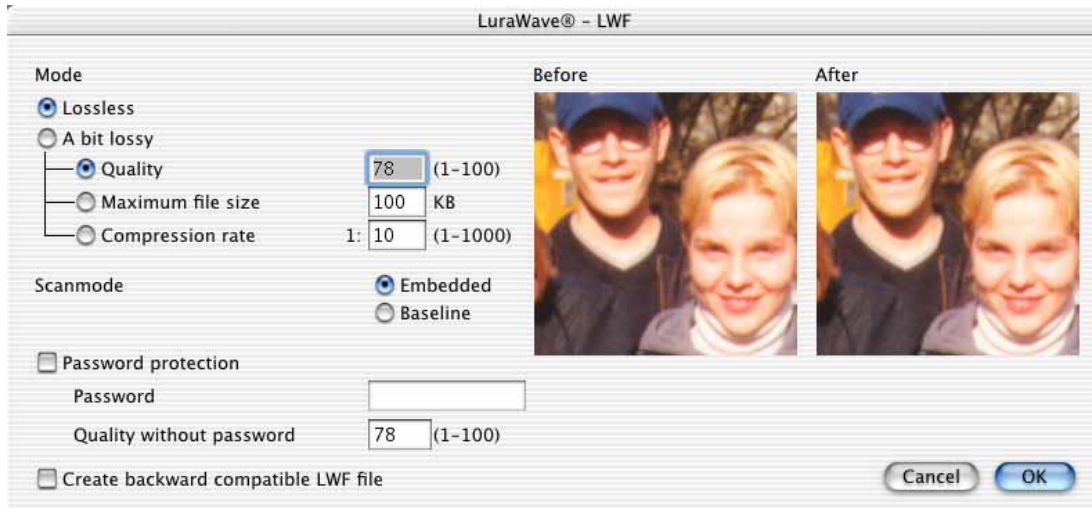 LuraWave® - LWF
Mode
Before
After
Lossless
A bit lossy
Quality 78 (1-100)
Maximum file size 100 KB
Compression rate 1: 10 (1-1000)
Scanmode Embedded
Baseline
Password protection
Password
Quality without password 78 (1-100)
Create backward compatible LWF file
Cancel OK